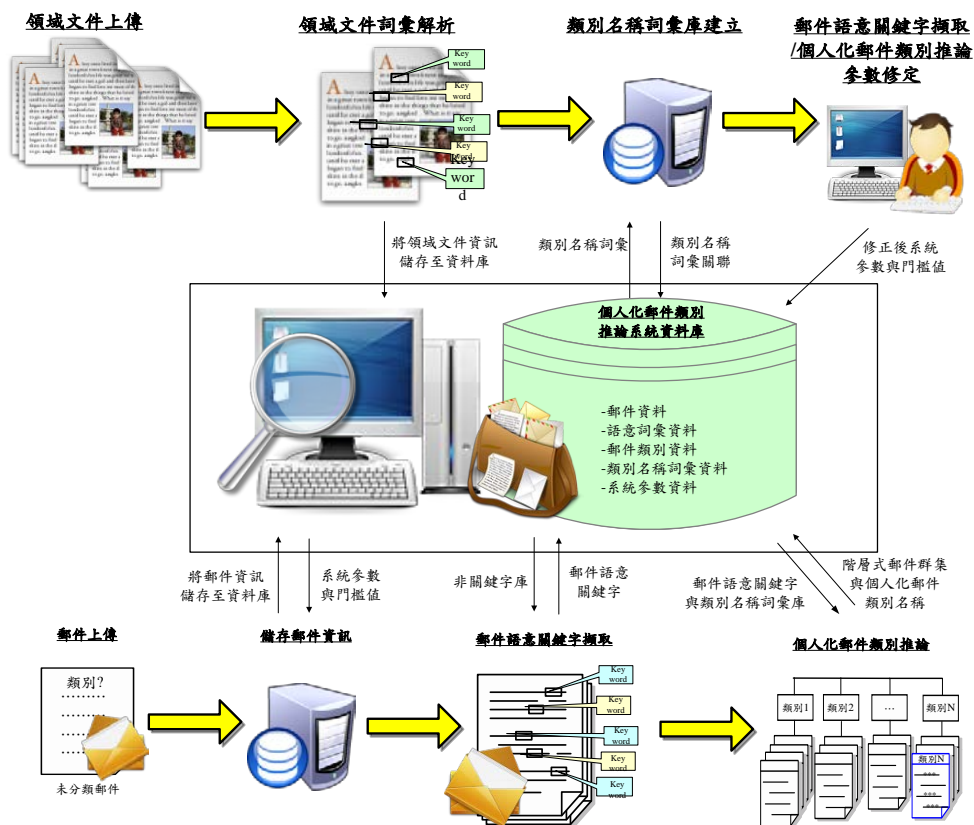 領域文件上傳
領域文件詞彙解析
類別名稱詞彙庫建立
郵件語意關鍵字擷取
/個人化郵件類別推論
參數修定
Key
word
Key
word
Key
word
Key
word
Key
wor
d
將領域文件資訊
儲存至資料庫
類別名稱詞彙
類別名稱
詞彙關聯
修正後系統
參數與門檻值
個人化郵件類別
推論系統資料庫
-郵件資料
-語意詞彙資料
-郵件類別資料
-類別名稱詞彙資料
-系統參數資料
將郵件資訊
儲存至資料庫
系統參數
與門檻值
非關鍵字庫
郵件語意
關鍵字
郵件語意關鍵字
與類別名稱詞彙庫
階層式郵件群集
與個人化郵件
類別名稱
郵件上傳
儲存郵件資訊
郵件語意關鍵字擷取
個人化郵件類別推論
類別?
未分類郵件
Key
word
Key
word
Key
word
Key
word
Key
word
類別1
類別2
…
類別N
類別N